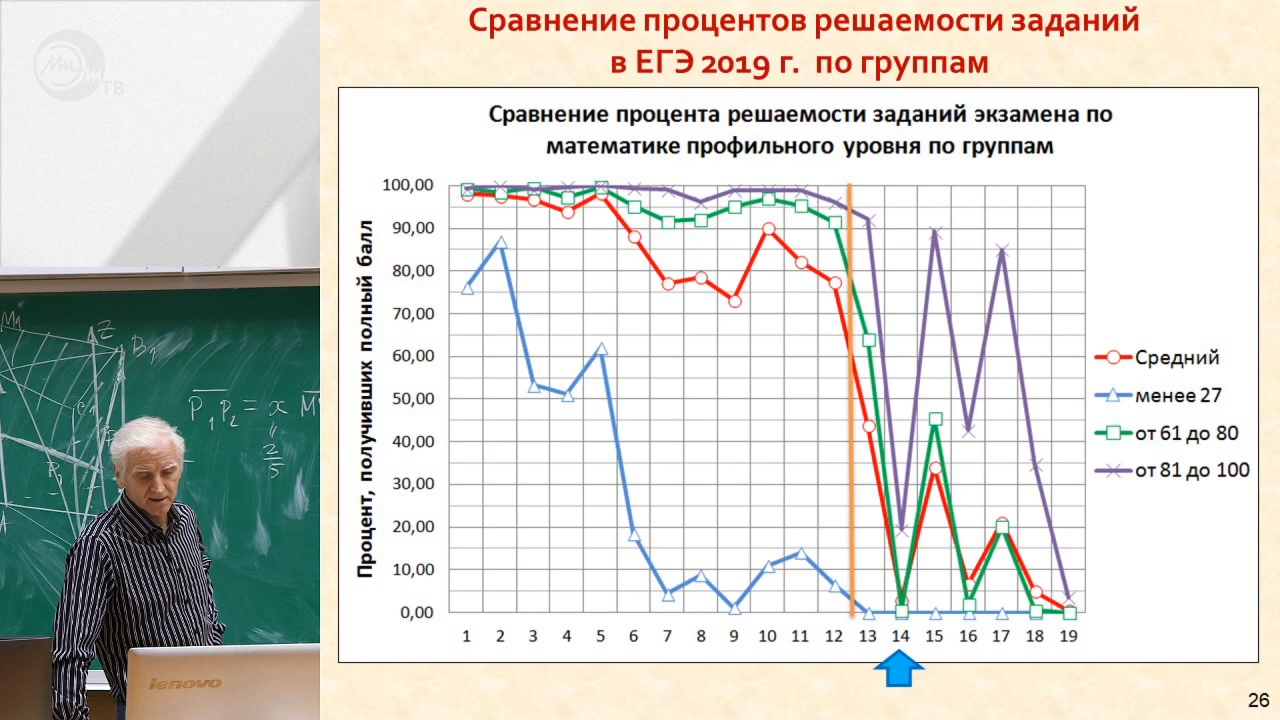 Сравнение процентов решаемости заданий
в ЕГЭ 2019 г. по группам
Сравнение процента решаемости заданий экзамена по
математике профильного уровня по группам
Процент, получивших полный балл
100,00
90,00
80,00
70,00
60,00
50,00
40,00
30,00
20,00
10,00
0,00
1 2 3 4 5 6 7 8 9 10 11 12 13 14 15 16 17 18 19
Средний
менее 27
от 61 до 80
от 81 до 100
26
ТВ
Z
B₁
P₁P₂ = x M
2
5
A
lenovo